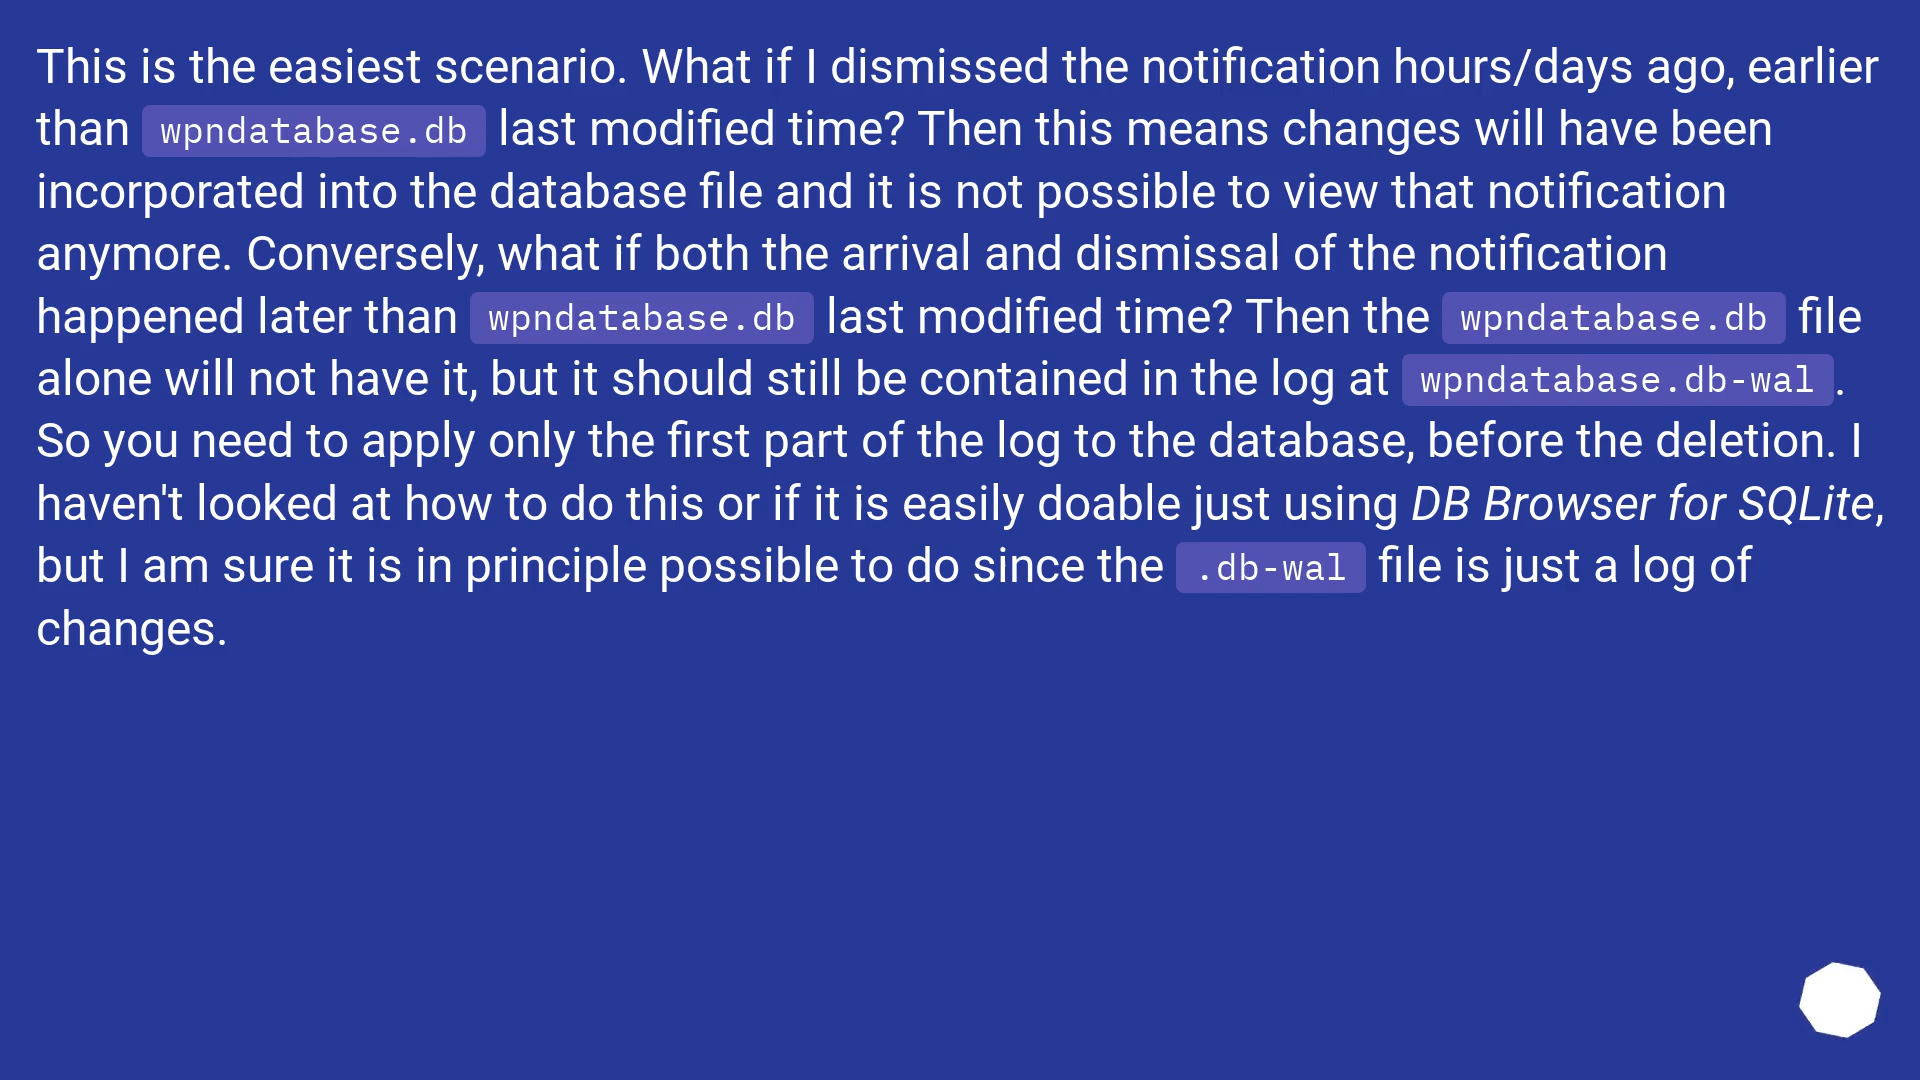 This is the easiest scenario. What if I dismissed the notification hours/days ago, earlier
than wpndatabase.db last modified time? Then this means changes will have been
incorporated into the database file and it is not possible to view that notification
anymore. Conversely, what if both the arrival and dismissal of the notification
happened later than wpndatabase.db last modified time? Then the wpndatabase.db file
alone will not have it, but it should still be contained in the log at wpndatabase.db-wal.
So you need to apply only the first part of the log to the database, before the deletion. I
haven't looked at how to do this or if it is easily doable just using DB Browser for SQLite,
but I am sure it is in principle possible to do since the .db-wal file is just a log of
changes.